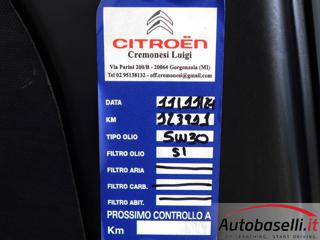 CITROËN
Cremonesi Luigi
Via Parini 200/B - 20064 Gorgonzola (MI)
Tel 02 95138132 - off.cremonesi@gmail.com
DATA
KM
TIPO OLIO 5W30
FILTRO OLIO SI
FILTRO ARIA
FILTRO CARB.
FILTRO ABIT.
PROSSIMO CONTROLLO A
Km
Autobaselli.it